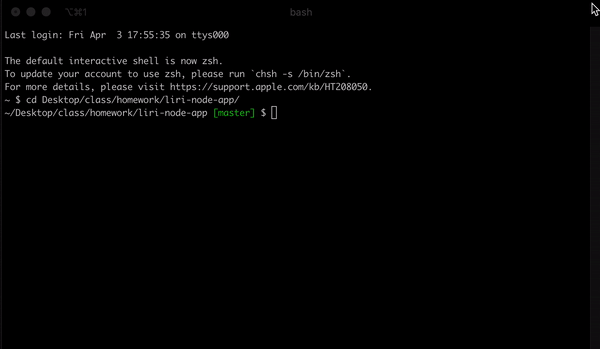 ⌥⌘1
bash
Last login: Fri Apr  3 17:55:35 on ttys000
The default interactive shell is now zsh.
To update your account to use zsh, please run `chsh -s /bin/zsh`.
For more details, please visit https://support.apple.com/kb/HT208050.
~ $ cd Desktop/class/homework/liri-node-app/
~/Desktop/class/homework/liri-node-app [master] $